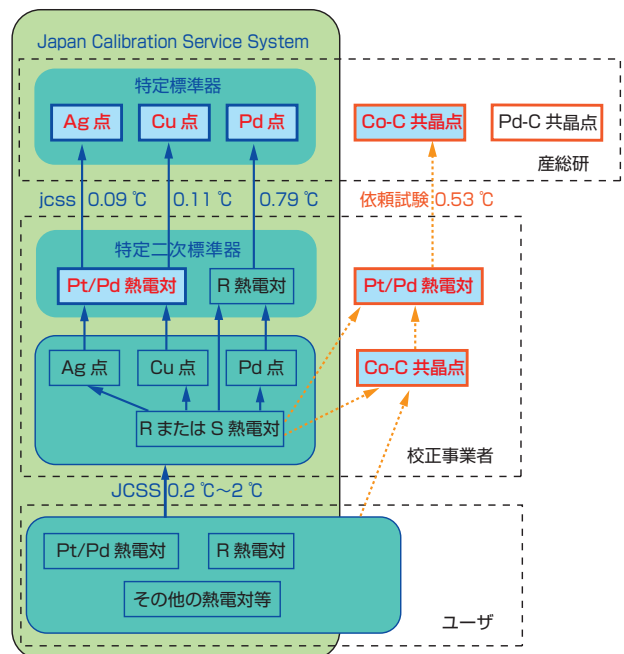 Japan Calibration Service System
特定標準器
Ag 点
Cu 点
Pd 点
Co-C 共晶点
Pd-C 共晶点
産総研
jcss 0.09 ℃
0.11 ℃
0.79 ℃
依頼試験 0.53 ℃
特定二次標準器
Pt/Pd 熱電対
R 熱電対
Pt/Pd 熱電対
Ag 点
Cu 点
Pd 点
Co-C 共晶点
R または S 熱電対
校正事業者
JCSS 0.2 ℃～2 ℃
Pt/Pd 熱電対
R 熱電対
その他の熱電対等
ユーザ